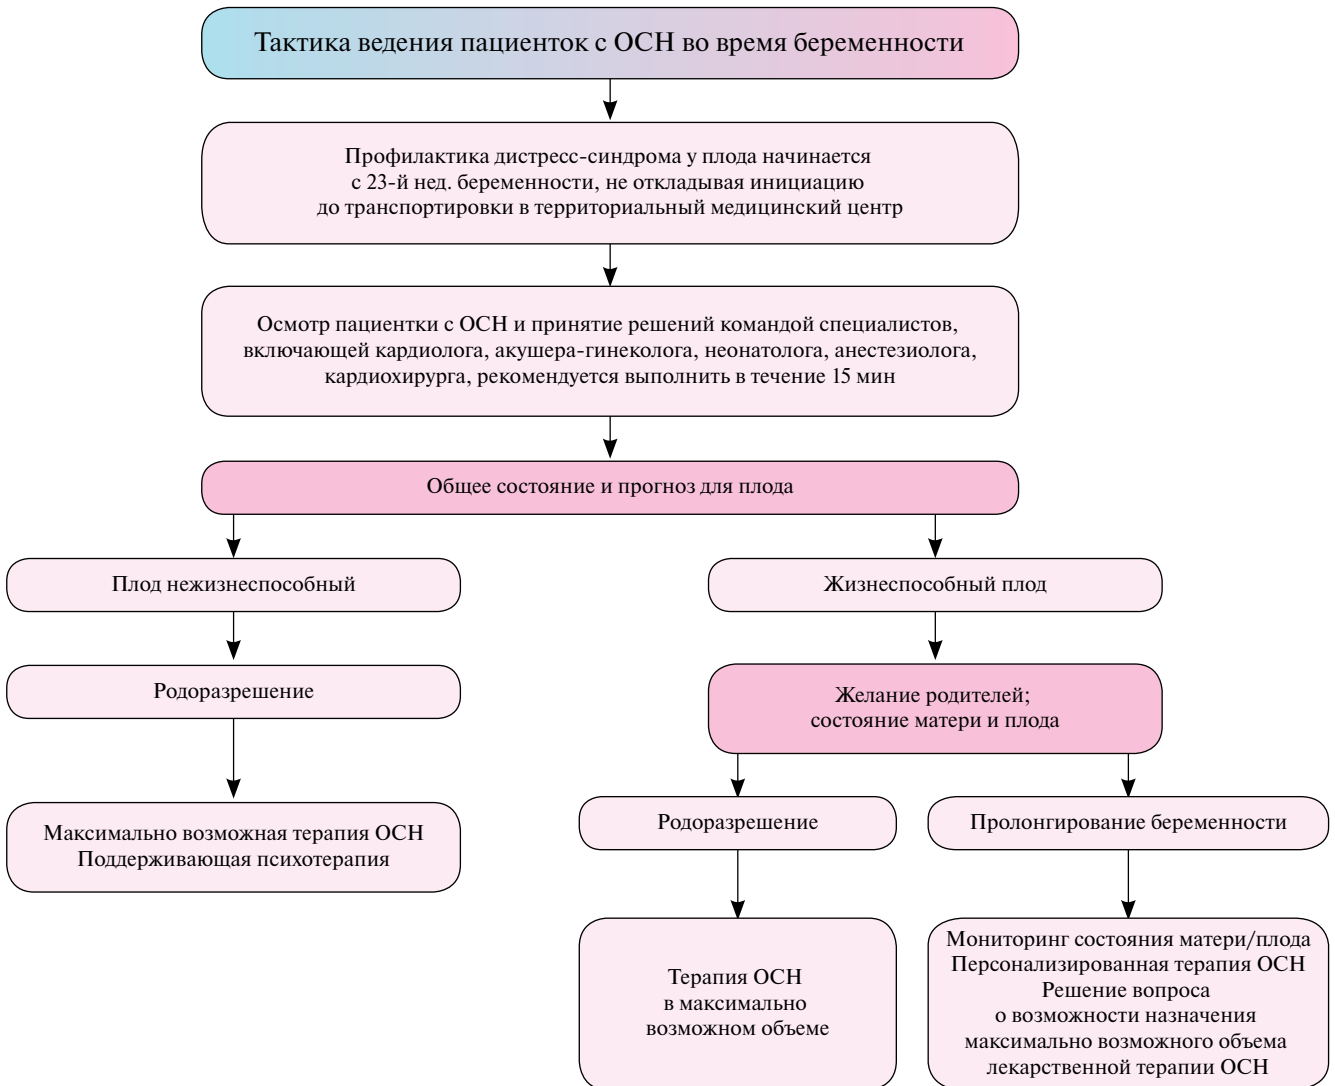 Тактика ведения пациенток с ОСН во время беременности
Профилактика дистресс-синдрома у плода начинается
с 23-й нед. беременности, не откладывая инициацию
до транспортировки в территориальный медицинский центр
Осмотр пациентки с ОСН и принятие решений командой специалистов,
включающей кардиолога, акушера-гинеколога, неонатолога, анестезиолога,
кардиохирурга, рекомендуется выполнить в течение 15 мин
Общее состояние и прогноз для плода
Плод нежизнеспособный
Родоразрешение
Максимально возможная терапия ОСН
Поддерживающая психотерапия
Жизнеспособный плод
Желание родителей;
состояние матери и плода
Родоразрешение
Терапия ОСН
в максимально
возможном объеме
Пролонгирование беременности
Мониторинг состояния матери/плода
Персонализированная терапия ОСН
Решение вопроса
о возможности назначения
максимально возможного объема
лекарственной терапии ОСН